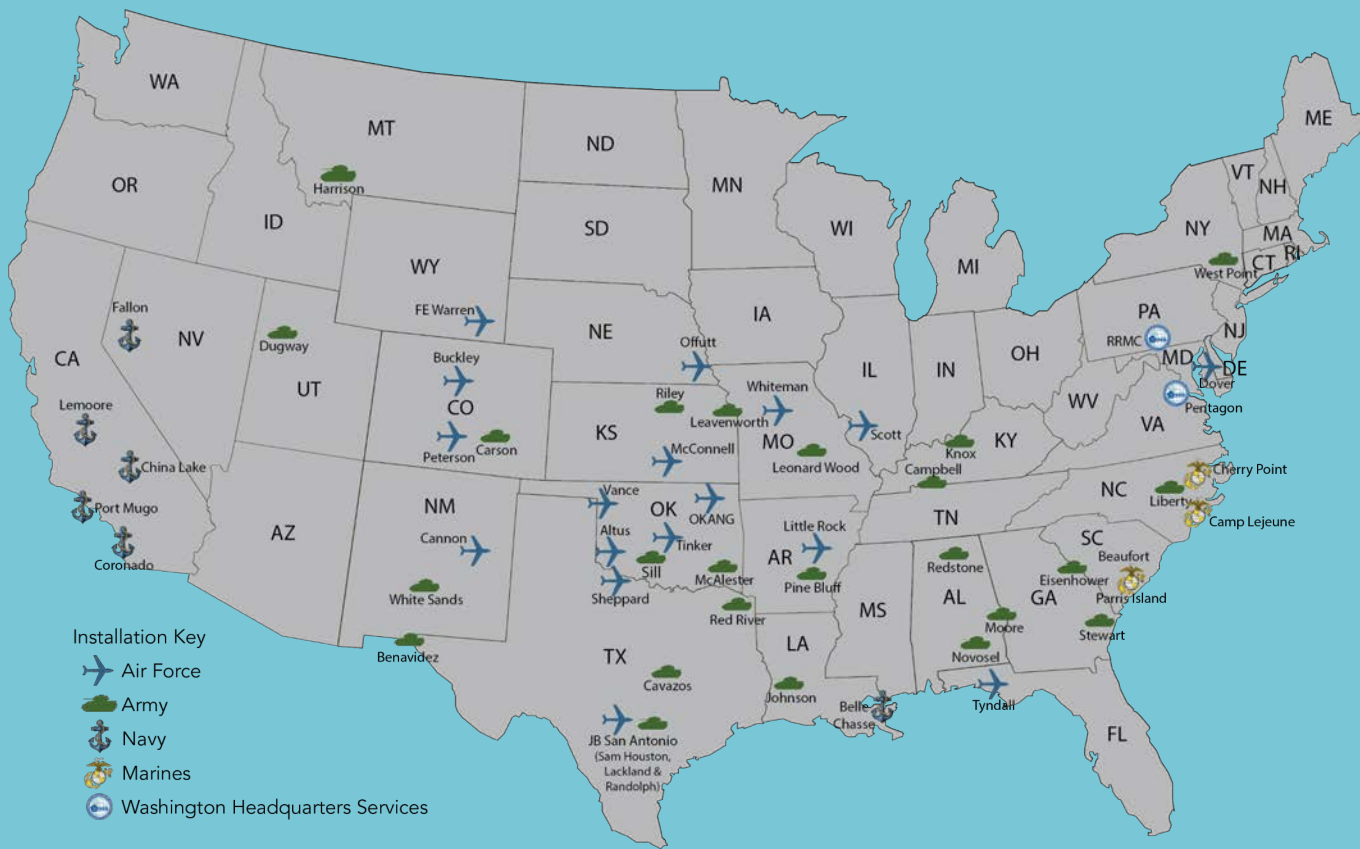 WA
MT
ND
MN
ME
VT
NH
OR
ID
Harrison
SD
WI
MI
NY
MA
RI
CT
West Point
WY
FE Warren
NE
IA
PA
NJ
RRMC
MD
DE
Dover
Pentagon
Fallon
NV
CA
Dugway
UT
Buckley
CO
Peterson
Carson
Offutt
Riley
Leavenworth
Whiteman
IL
IN
OH
WV
VA
Lemoore
China Lake
Port Mugo
Coronado
KS
McConnell
MO
Leonard Wood
Scott
Knox
KY
Campbell
Cherry Point
NC
Liberty
Camp Lejeune
AZ
NM
Cannon
White Sands
Vance
OK
OKANG
Altus
Tinker
Sill
McAlester
Sheppard
Little Rock
AR
Pine Bluff
TN
Redstone
SC
Beaufort
Eisenhower
Parris Island
Red River
MS
AL
GA
Moore
Stewart
Novosel
Benavidez
TX
Cavazos
LA
Johnson
Belle
Chasse
Tyndall
FL
JB San Antonio
(Sam Houston,
Lackland &
Randolph)
Installation Key
Air Force
Army
Navy
Marines
Washington Headquarters Services